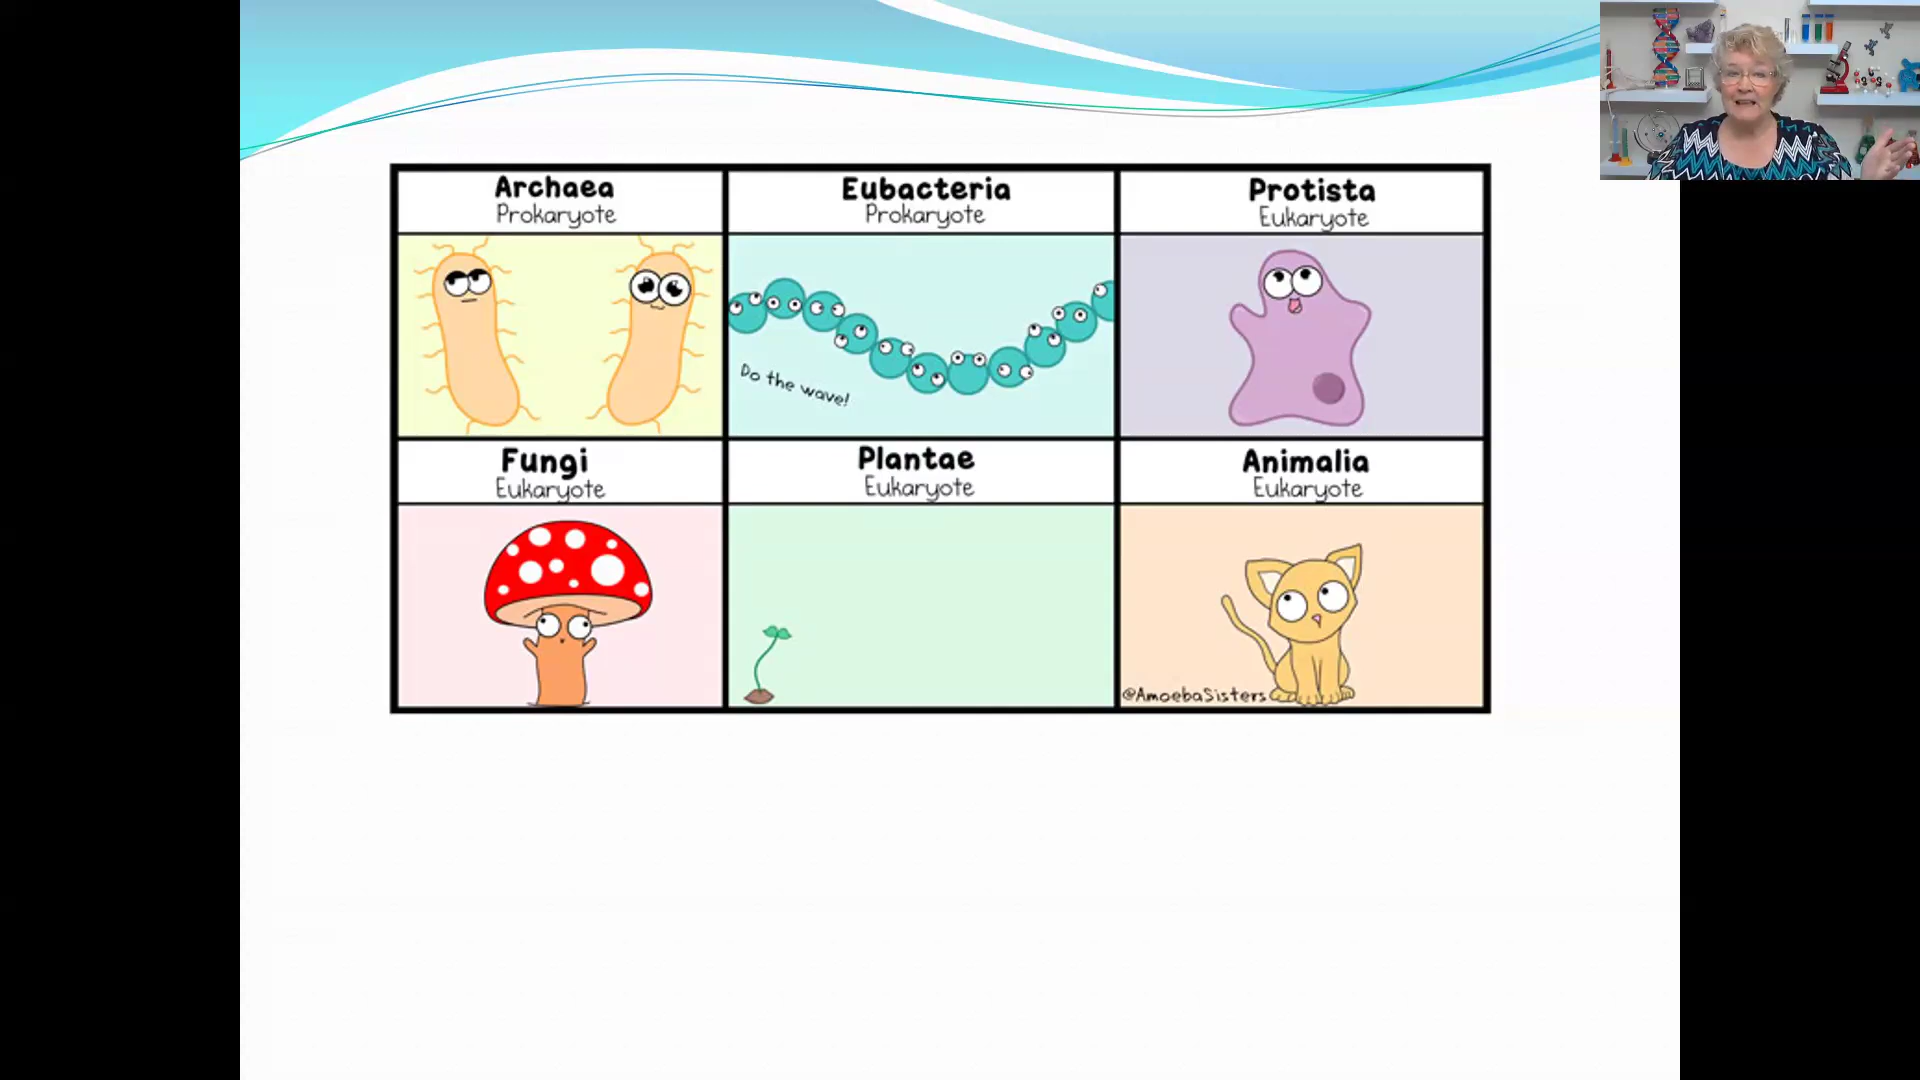 Archaea
Prokaryote
Eubacteria
Prokaryote
Protista
Eukaryote
Do the wave!
Fungi
Eukaryote
Plantae
Eukaryote
Animalia
Eukaryote
@AmoebaSisters